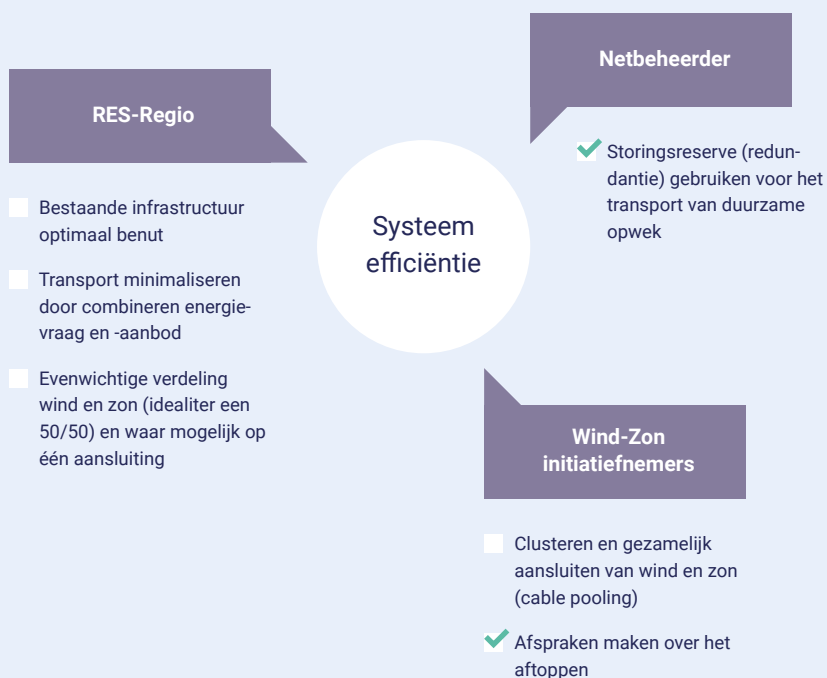 RES-Regio
Bestaande infrastructuur
optimaal benut
Transport minimaliseren
door combineren energie-
vraag en -aanbod
Evenwichtige verdeling
wind en zon (idealiter een
50/50) en waar mogelijk op
één aansluiting
Systeem
efficiëntie
Netbeheerder
Storingsreserve (redun-
dantie) gebruiken voor het
transport van duurzame
opwek
Wind-Zon
initiatiefnemers
Clusteren en gezamelijk
aansluiten van wind en zon
(cable pooling)
Afspraken maken over het
aftoppen